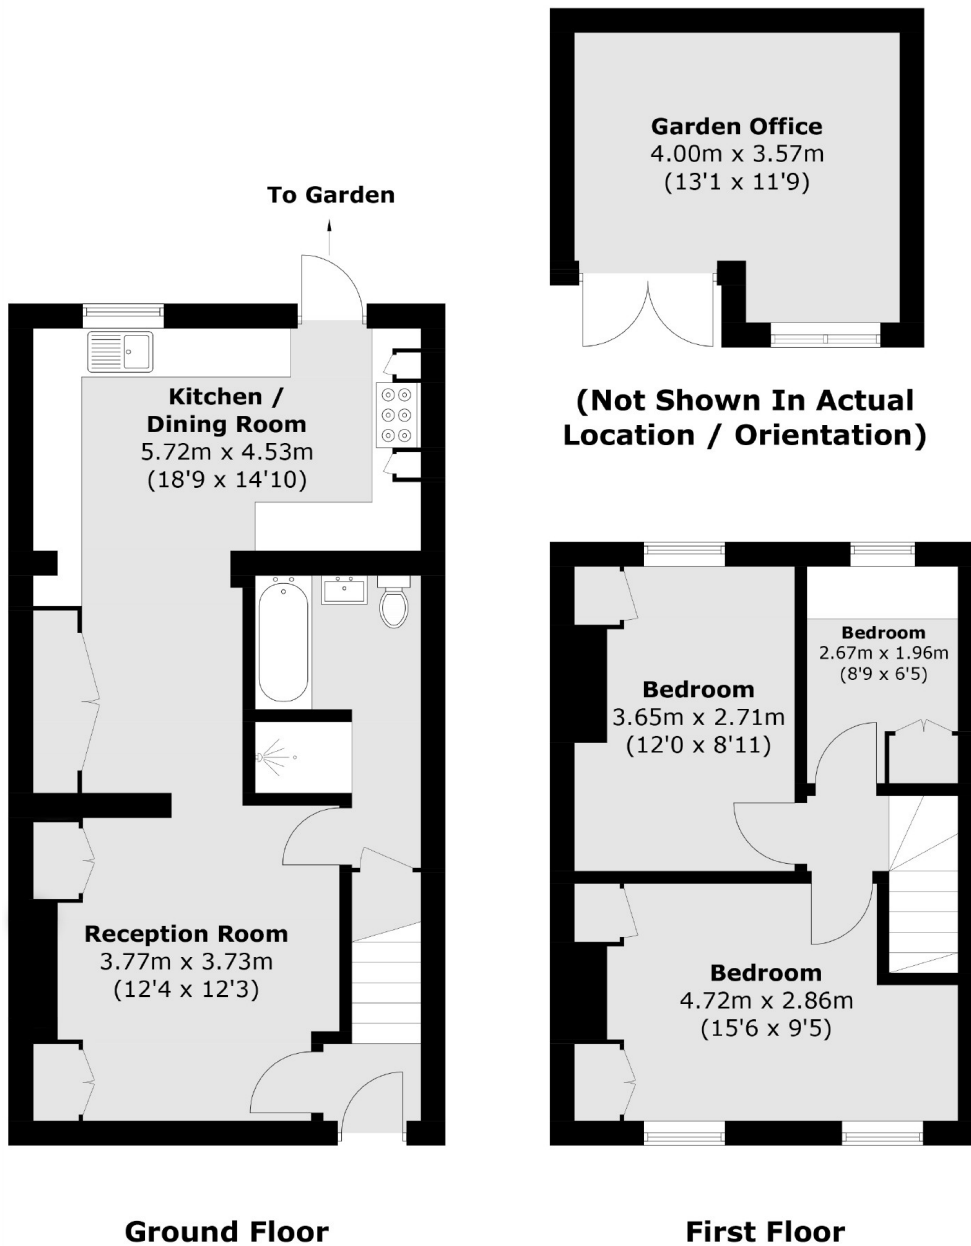 Garden Office
4.00m x 3.57m
(13'1 x 11'9)
To Garden
(Not Shown In Actual
Location / Orientation)
Kitchen /
Dining Room
5.72m x 4.53m
(18'9 x 14'10)
Reception Room
3.77m x 3.73m
(12'4 x 12'3)
Bedroom
2.67m x 1.96m
(8'9 x 6'5)
Bedroom
3.65m x 2.71m
(12'0 x 8'11)
Bedroom
4.72m x 2.86m
(15'6 x 9'5)
Ground Floor
First Floor